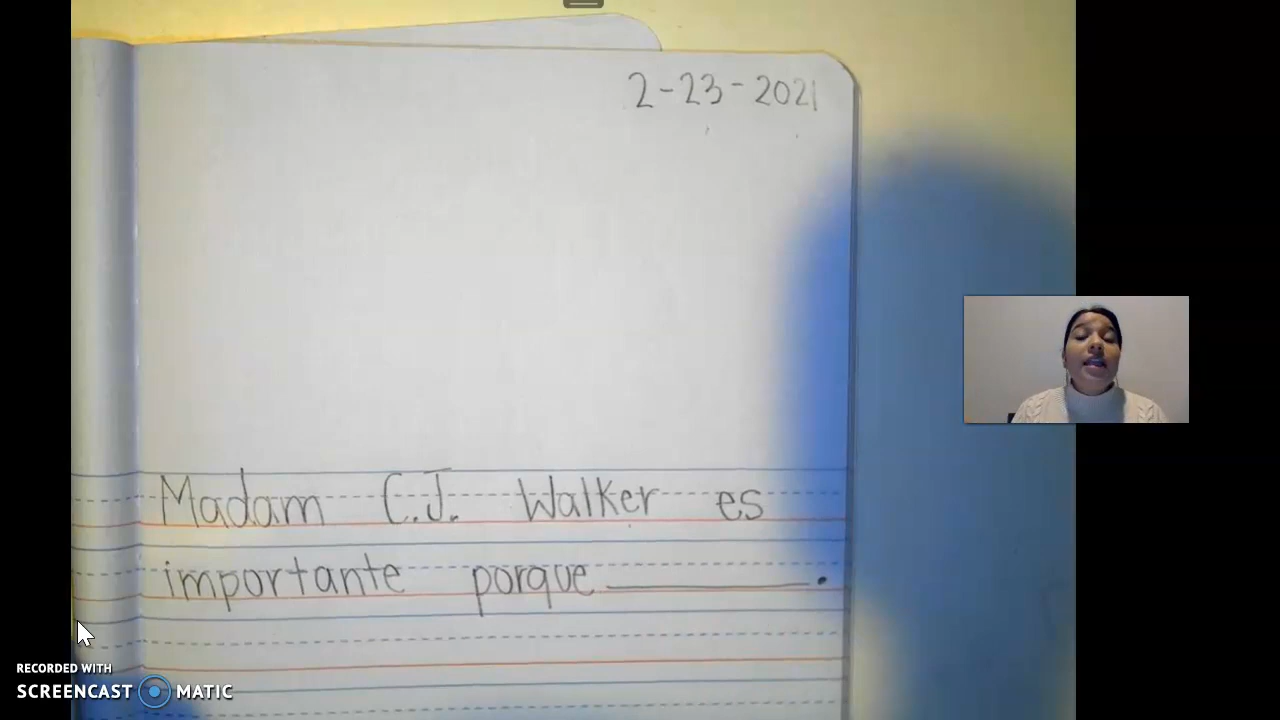 2-23-2021
Madam C.J. Walker es
importante porque ________.
RECORDED WITH
SCREENCAST MATIC